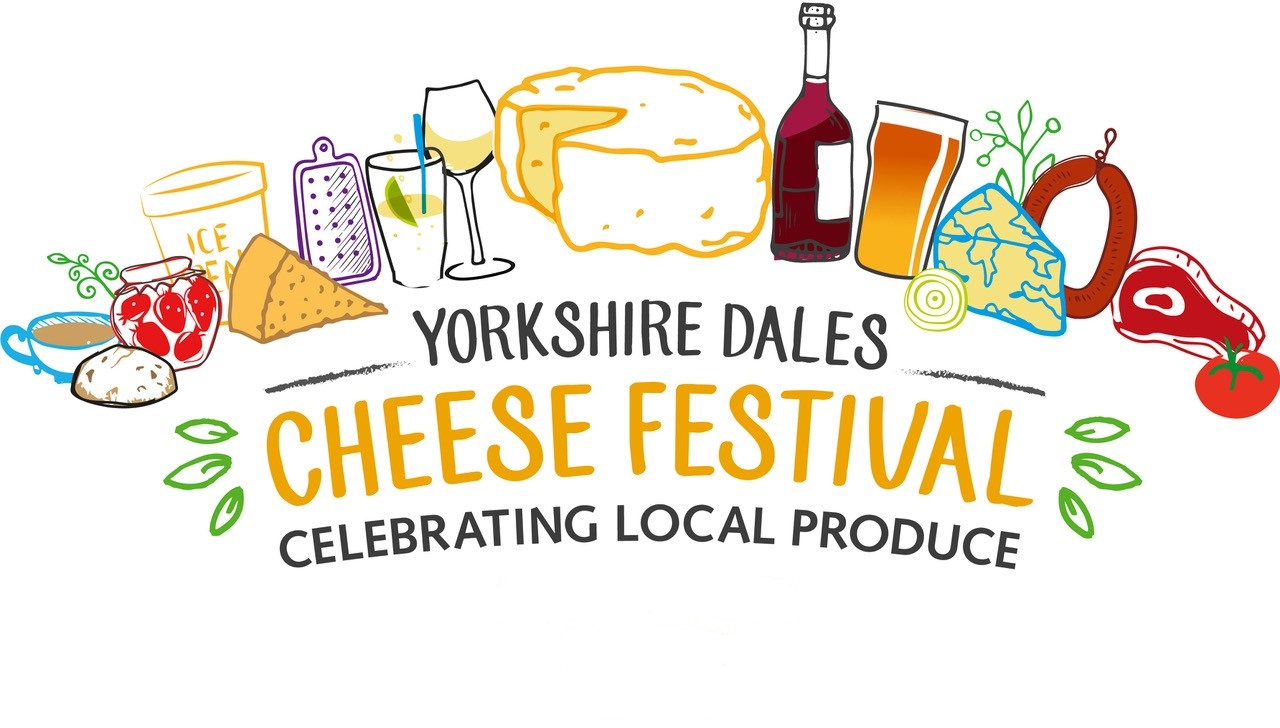 ICE
YORKSHIRE DALES
CHEESE FESTIVAL
CELEBRATING LOCAL PRODUCE